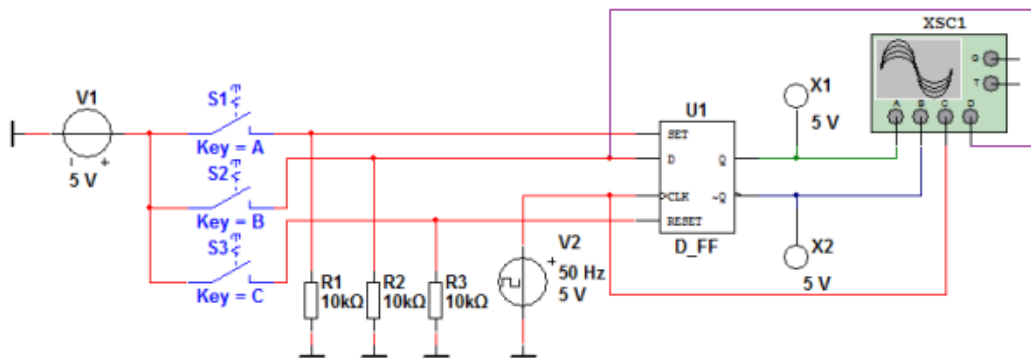 XSC1
G
T
A B C D
V1
5 V
S1
Key = A
S2
Key = B
S3
Key = C
X1
5 V
U1
SET
D Q
CLK ~Q
RESET
D_FF
X2
5 V
V2
50 Hz
5 V
R1
10kΩ
R2
10kΩ
R3
10kΩ